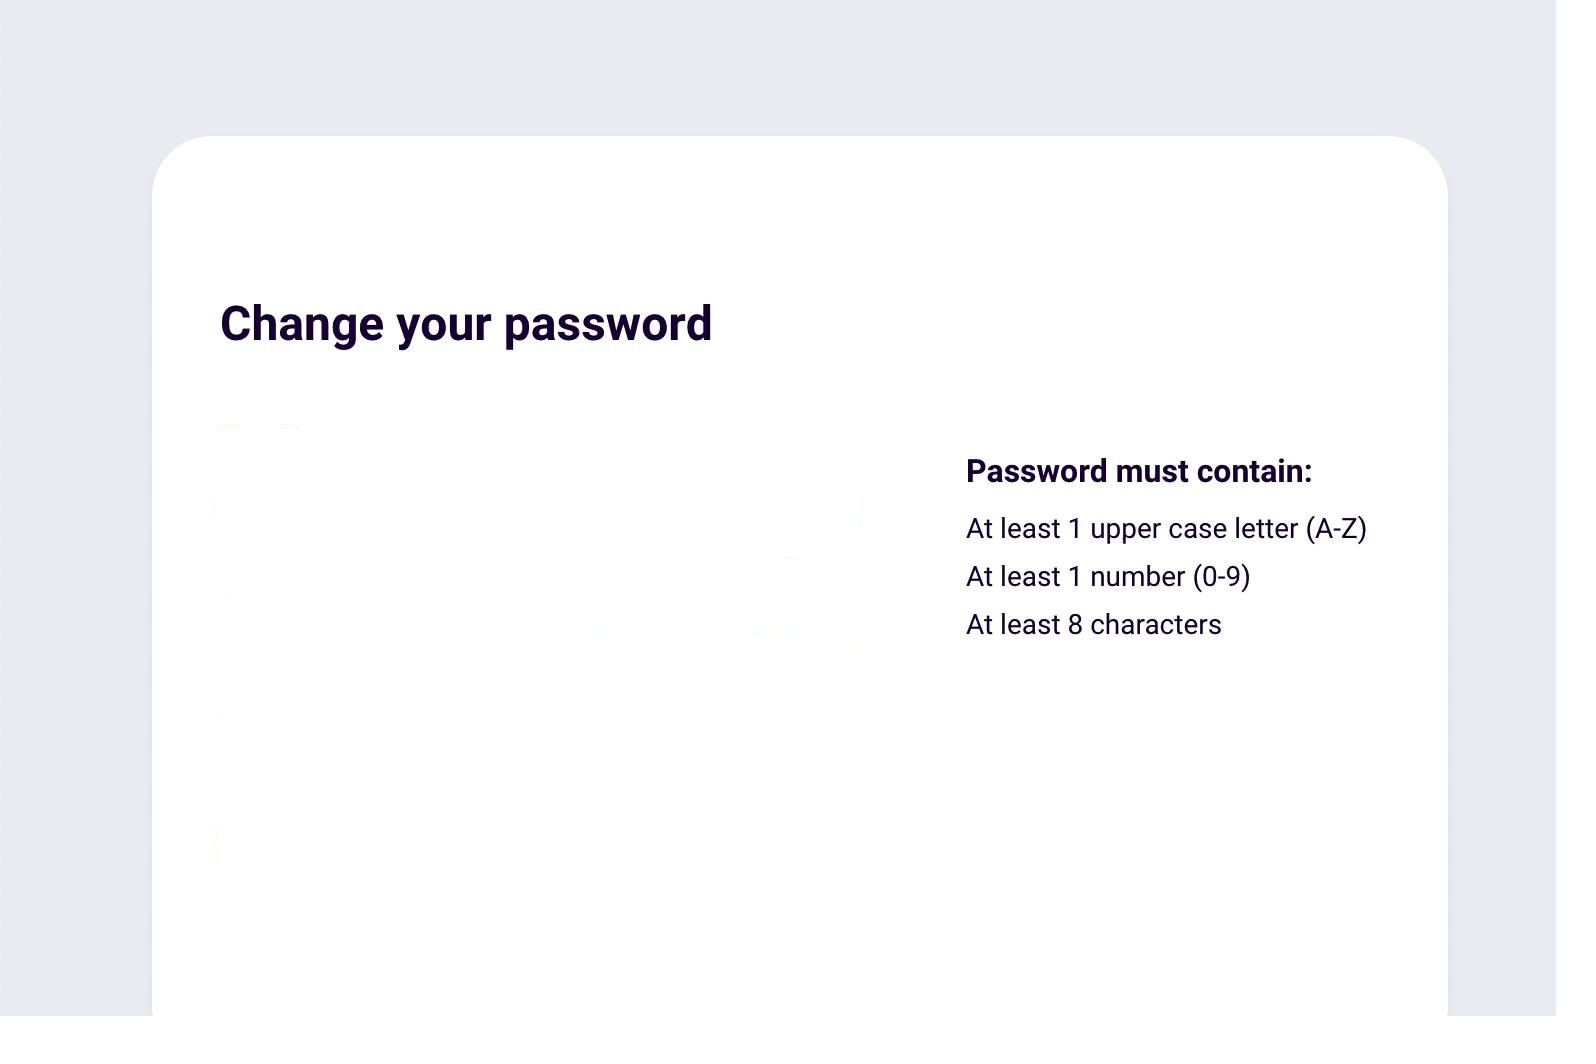 Change your password
Password must contain:
At least 1 upper case letter (A-Z)
At least 1 number (0-9)
At least 8 characters